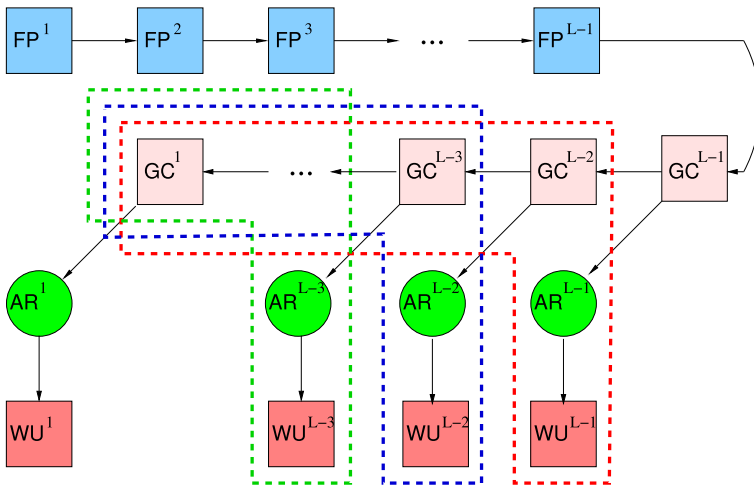 FP^1 FP^2 FP^3 ... FP^L-1
GC^1 ... GC^L-3 GC^L-2 GC^L-1
AR^1 AR^L-3 AR^L-2 AR^L-1
WU^1 WU^L-3 WU^L-2 WU^L-1